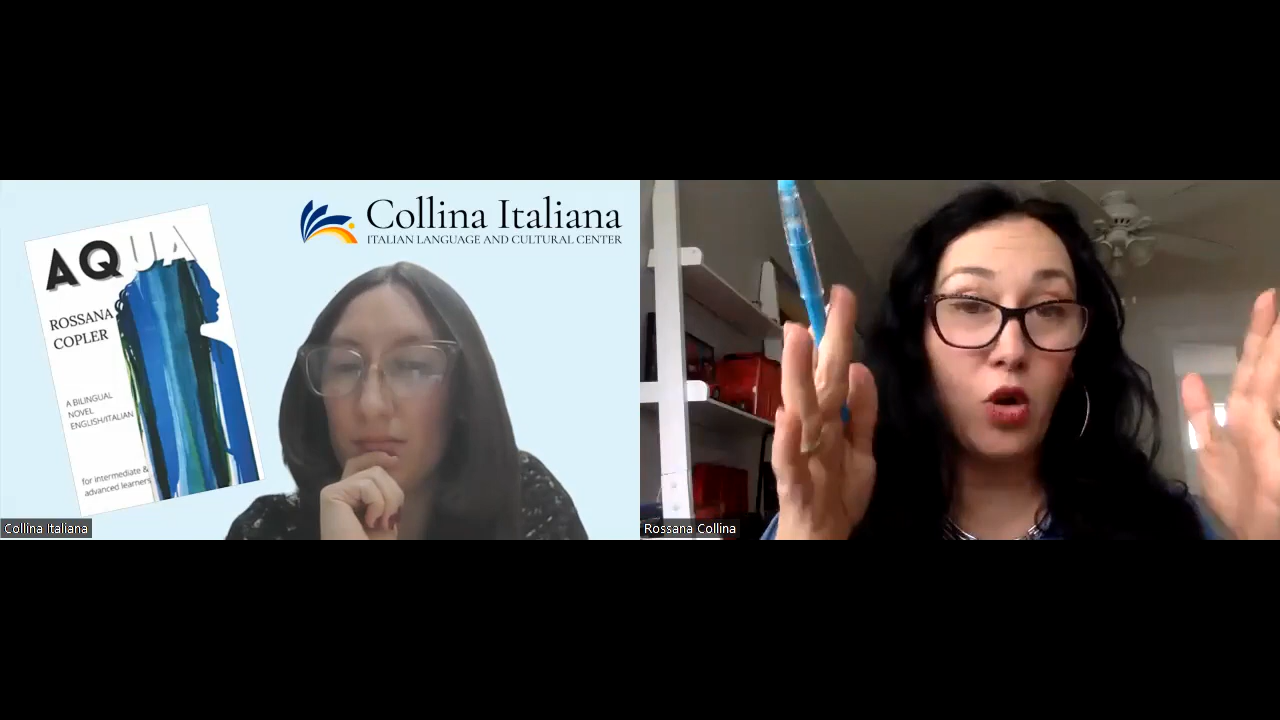 Collina Italiana
ITALIAN LANGUAGE AND CULTURAL CENTER
AQUA
ROSSANA
COPLER
A BILINGUAL
NOVEL
ENGLISH/ITALIAN
for intermediate &
advanced learners
Collina Italiana
Rossana Collina